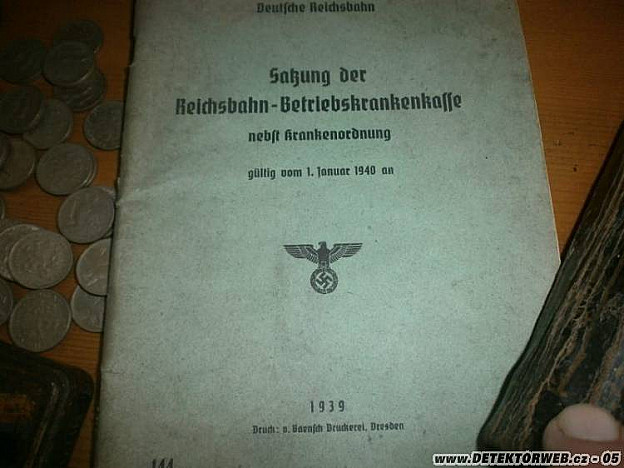 Deutsche Reichsbahn
Satzung der
Reichsbahn-Betriebskrankenkasse
nebst Krankenordnung
gültig vom 1. Januar 1940 an
1939
Druck: v. Baensch Druckerei, Dresden
144
www.DETEKTORWEB.cz - 05